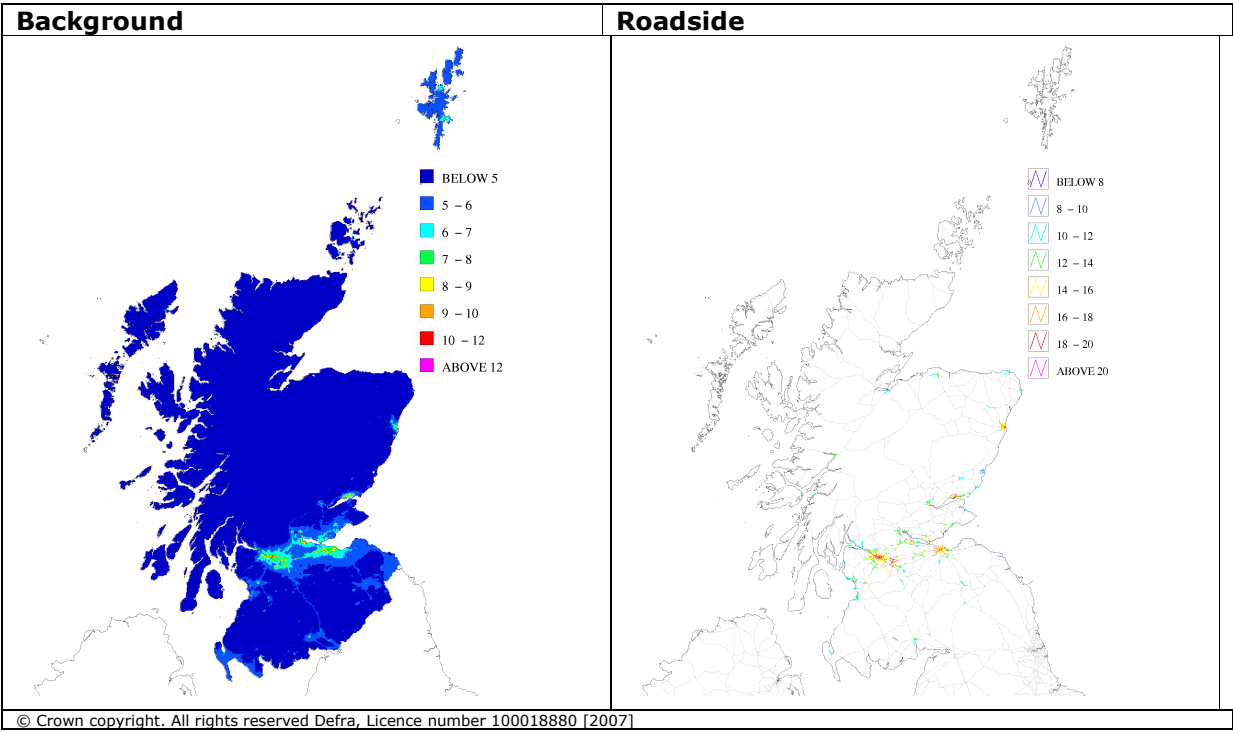 Background
Roadside
BELOW 5
5 – 6
6 – 7
7 – 8
8 – 9
9 – 10
10 – 12
ABOVE 12
BELOW 8
8 – 10
10 – 12
12 – 14
14 – 16
16 – 18
18 – 20
ABOVE 20
© Crown copyright. All rights reserved Defra, Licence number 100018880 [2007]